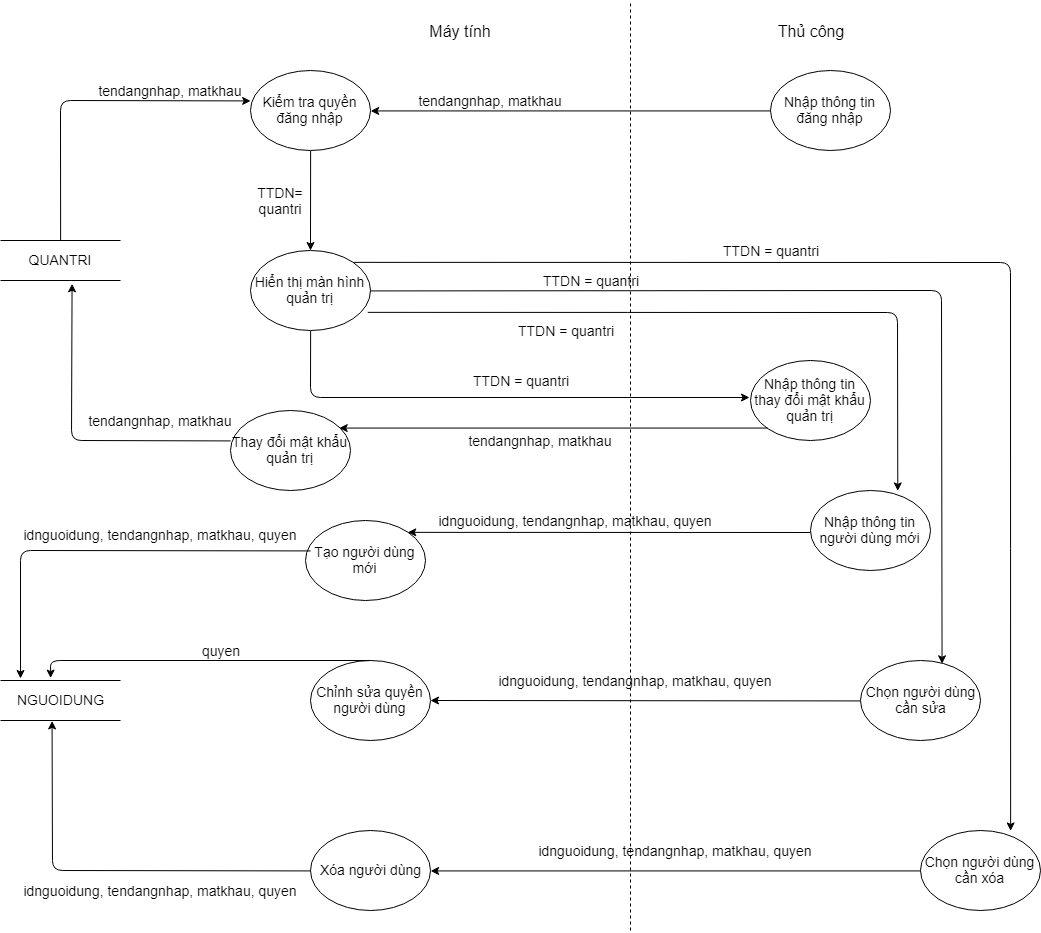 Máy tính
Thủ công
tendangnhap, matkhau
Kiểm tra quyền
đăng nhập
tendangnhap, matkhau
Nhập thông tin
đăng nhập
TTDN=
quantri
QUANTRI
Hiển thị màn hình
quản trị
TTDN = quantri
TTDN = quantri
TTDN = quantri
TTDN = quantri
Nhập thông tin
thay đổi mật khẩu
quản trị
tendangnhap, matkhau
Thay đổi mật khẩu
quản trị
tendangnhap, matkhau
idnguoidung, tendangnhap, matkhau, quyen
Tạo người dùng
mới
idnguoidung, tendangnhap, matkhau, quyen
Nhập thông tin
người dùng mới
quyen
NGUOIDUNG
Chỉnh sửa quyền
người dùng
idnguoidung, tendangnhap, matkhau, quyen
Chọn người dùng
cần sửa
idnguoidung, tendangnhap, matkhau, quyen
Xóa người dùng
idnguoidung, tendangnhap, matkhau, quyen
Chọn người dùng
cần xóa